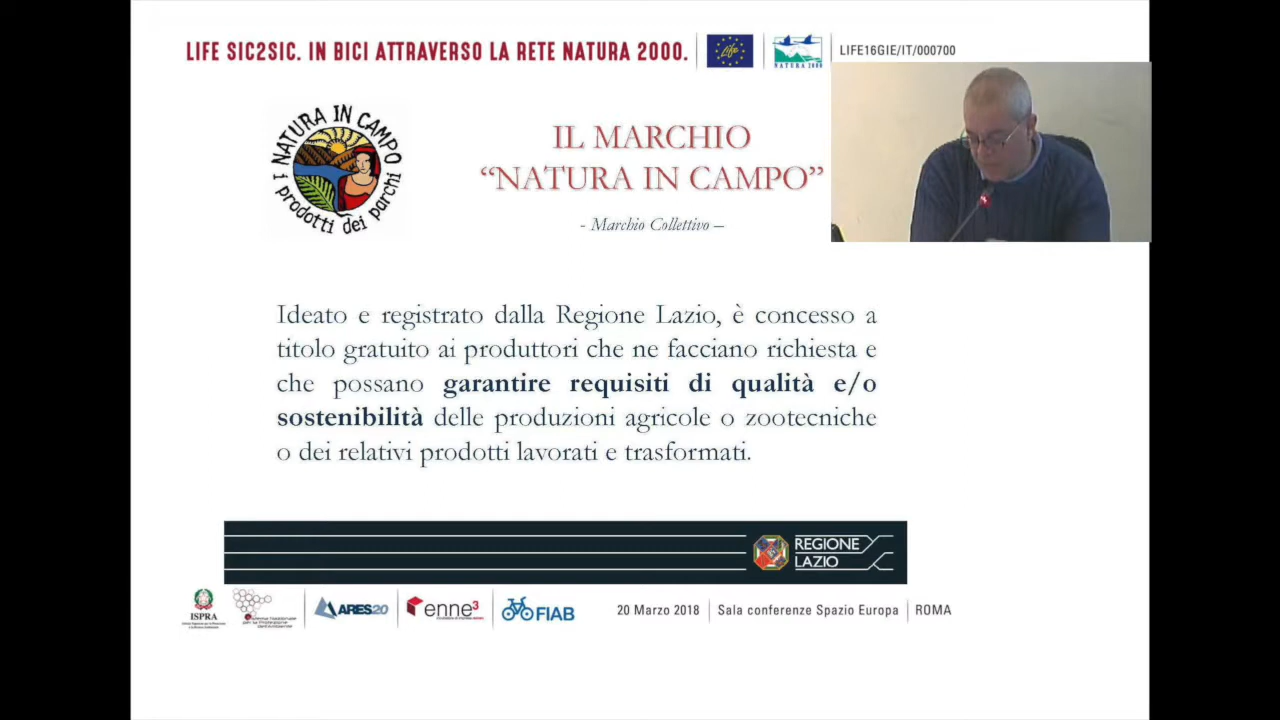 LIFE SIC2SIC. IN BICI ATTRAVERSO LA RETE NATURA 2000.
Life
NATURA 2000
LIFE16GIE/IT/000700
NATURA IN CAMPO
i prodotti dei parchi
IL MARCHIO
“NATURA IN CAMPO”
- Marchio Collettivo –
Ideato e registrato dalla Regione Lazio, è concesso a
titolo gratuito ai produttori che ne facciano richiesta e
che possano garantire requisiti di qualità e/o
sostenibilità delle produzioni agricole o zootecniche
o dei relativi prodotti lavorati e trasformati.
REGIONE
LAZIO
ISPRA
ARES20
enne3
FIAB
20 Marzo 2018
Sala conferenze Spazio Europa
ROMA